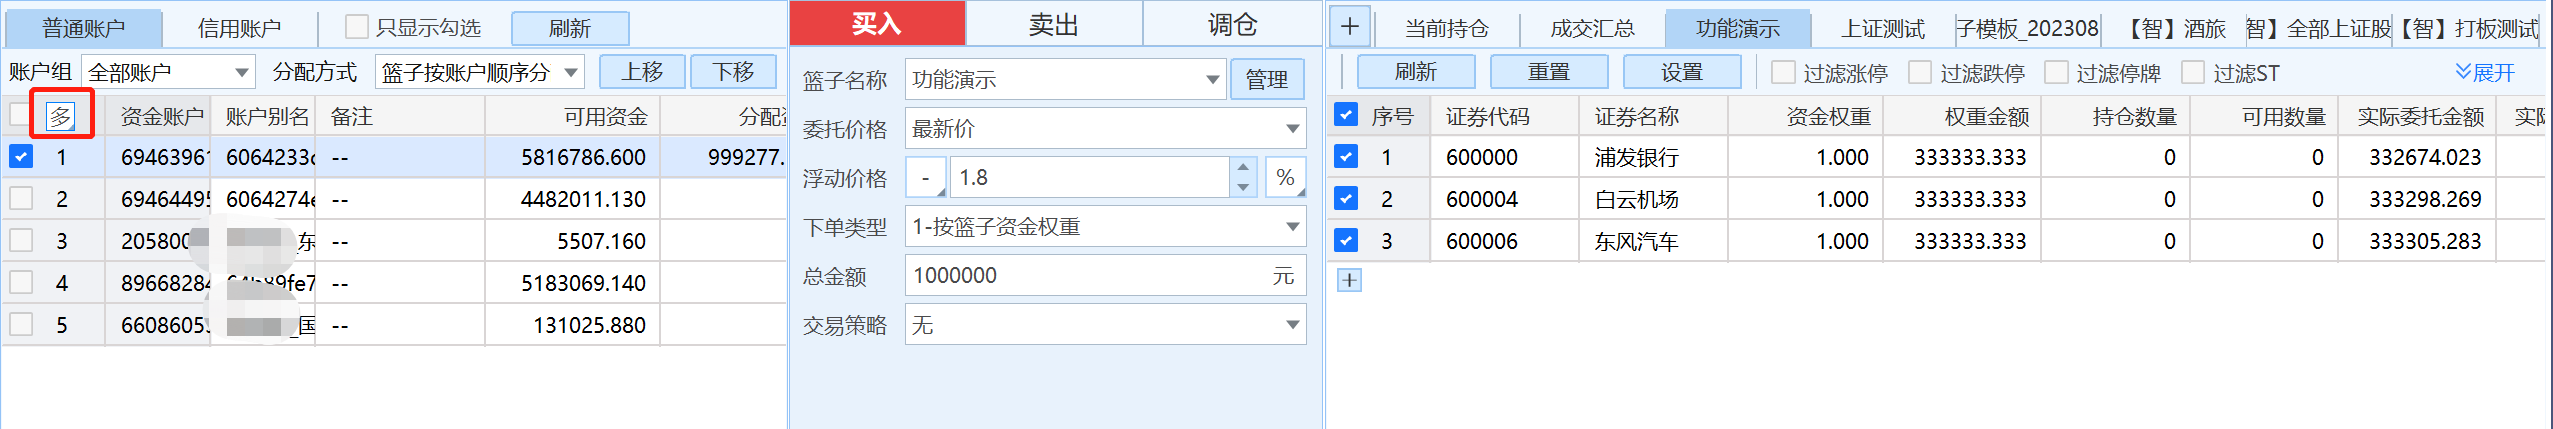 普通账户 信用账户 只显示勾选 刷新
账户组 全部账户 分配方式 篮子按账户顺序分 上移 下移
多 资金账户 账户别名 备注 可用资金 分配
1 6946396 6064233 -- 5816786.600 999277.
2 6946449 6064274 -- 4482011.130
3 205800 东 -- 5507.160
4 8966828 89fe7 -- 5183069.140
5 6608605 国 -- 131025.880
买入 卖出 调仓
篮子名称 功能演示 管理
委托价格 最新价
浮动价格 - 1.8 %
下单类型 1-按篮子资金权重
总金额 1000000 元
交易策略 无
+ 当前持仓 成交汇总 功能演示 上证测试 子模板_202308 【智】酒旅 智】全部上证股 【智】打板测试
刷新 重置 设置 过滤涨停 过滤跌停 过滤停牌 过滤ST 展开
序号 证券代码 证券名称 资金权重 权重金额 持仓数量 可用数量 实际委托金额 实际
1 600000 浦发银行 1.000 333333.333 0 0 332674.023
2 600004 白云机场 1.000 333333.333 0 0 333298.269
3 600006 东风汽车 1.000 333333.333 0 0 333305.283
+